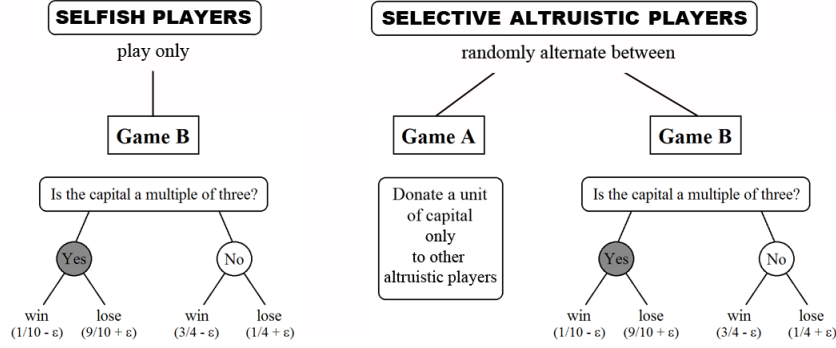 SELFISH PLAYERS
play only
Game B
Is the capital a multiple of three?
Yes
No
win
(1/10 - ε)
lose
(9/10 + ε)
win
(3/4 - ε)
lose
(1/4 + ε)
SELECTIVE ALTRUISTIC PLAYERS
randomly alternate between
Game A
Donate a unit
of capital
only
to other
altruistic players
Game B
Is the capital a multiple of three?
Yes
No
win
(1/10 - ε)
lose
(9/10 + ε)
win
(3/4 - ε)
lose
(1/4 + ε)